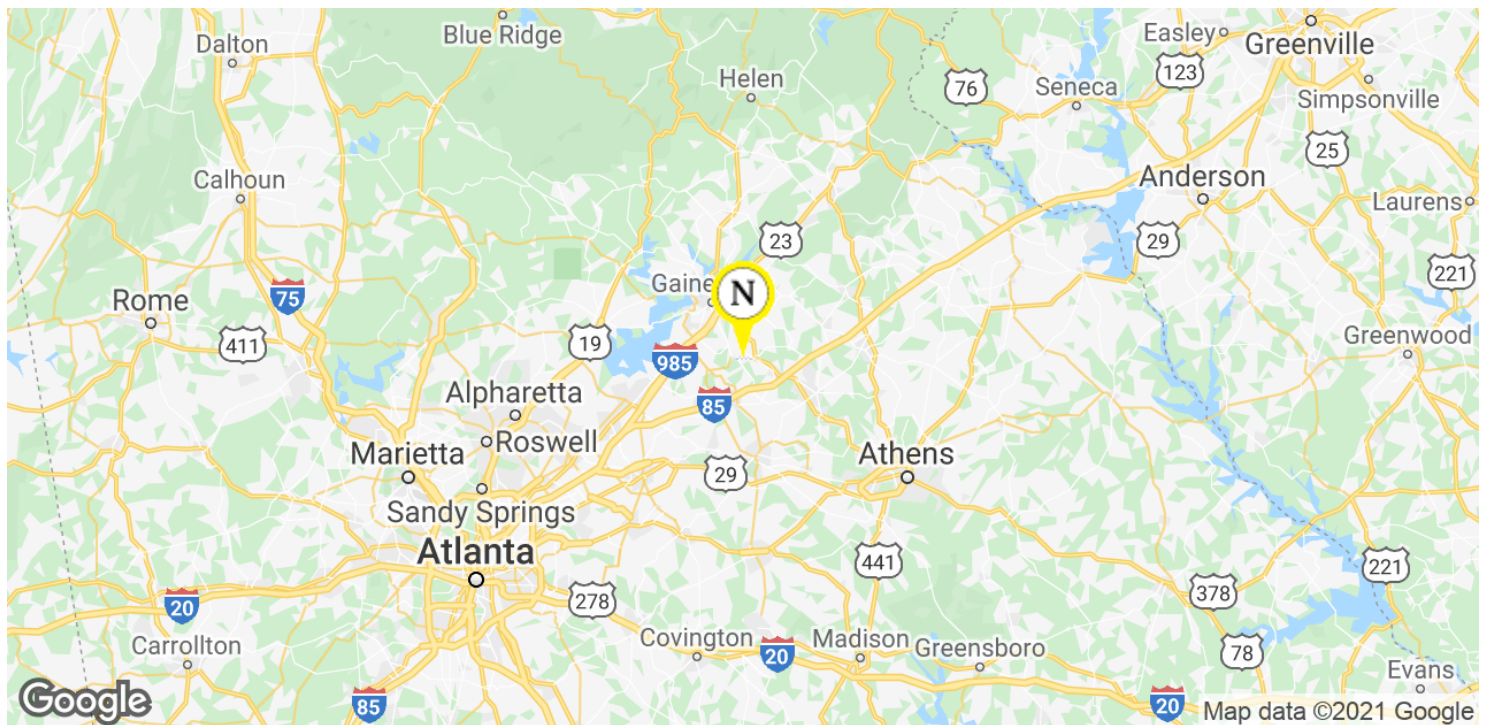 Blue Ridge
Dalton
Easley
Greenville
Helen
76
Seneca
123
Simpsonville
25
Calhoun
Anderson
Laurens
23
29
221
Gaine
N
Rome
75
411
19
985
Greenwood
85
Alpharetta
Roswell
Marietta
29
Athens
Sandy Springs
Atlanta
441
221
20
278
378
Carrollton
Covington
20
Madison
Greensboro
78
Evans
Google
85
20
Map data ©2021 Google